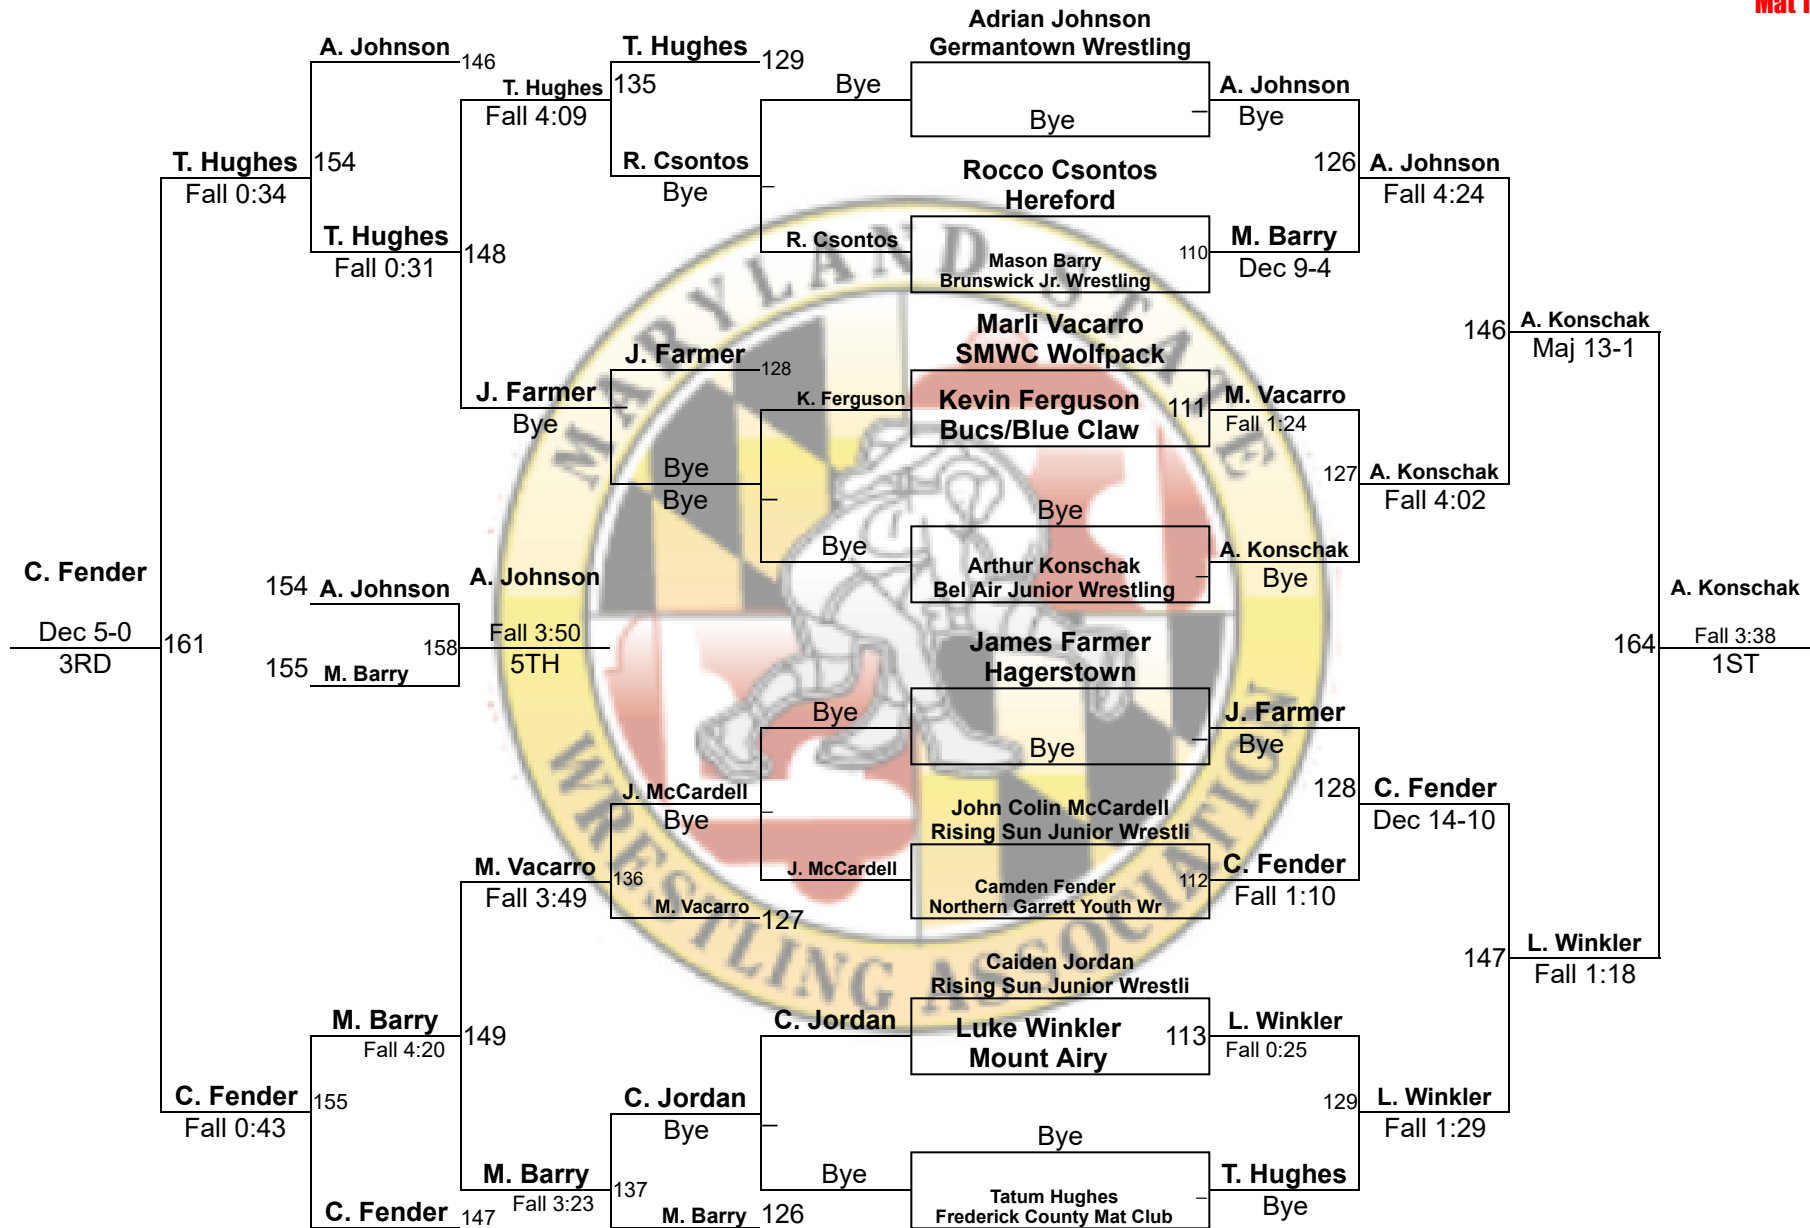 Mat 1
Adrian Johnson
Germantown Wrestling
A. Johnson
146
T. Hughes
129
T. Hughes
135
Fall 4:09
Bye
Bye
A. Johnson
Bye
T. Hughes
154
Fall 0:34
R. Csontos
Bye
Rocco Csontos
Hereford
126
A. Johnson
Fall 4:24
T. Hughes
Fall 0:31
148
R. Csontos
Mason Barry
Brunswick Jr. Wrestling
110
M. Barry
Dec 9-4
Marli Vacarro
SMWC Wolfpack
146
A. Konschak
Maj 13-1
J. Farmer
128
J. Farmer
Bye
K. Ferguson
Kevin Ferguson
Bucs/Blue Claw
111
M. Vacarro
Fall 1:24
Bye
Bye
127
A. Konschak
Fall 4:02
Bye
Bye
Arthur Konschak
Bel Air Junior Wrestling
A. Konschak
Bye
C. Fender
Dec 5-0
3RD
161
154
A. Johnson
A. Johnson
158
Fall 3:50
5TH
155
M. Barry
James Farmer
Hagerstown
A. Konschak
164
Fall 3:38
1ST
Bye
Bye
J. Farmer
Bye
J. McCardell
Bye
John Colin McCardell
Rising Sun Junior Wrestli
128
C. Fender
Dec 14-10
M. Vacarro
Fall 3:49
136
J. McCardell
Camden Fender
Northern Garrett Youth Wr
112
C. Fender
Fall 1:10
M. Vacarro
127
Caiden Jordan
Rising Sun Junior Wrestli
147
L. Winkler
Fall 1:18
M. Barry
Fall 4:20
149
C. Jordan
Luke Winkler
Mount Airy
113
L. Winkler
Fall 0:25
C. Fender
Fall 0:43
155
C. Jordan
Bye
129
L. Winkler
Fall 1:29
Bye
M. Barry
Fall 3:23
137
Bye
Tatum Hughes
Frederick County Mat Club
T. Hughes
Bye
C. Fender
147
M. Barry
126
MARYLAND STATE
WRESTLING ASSOCIATION